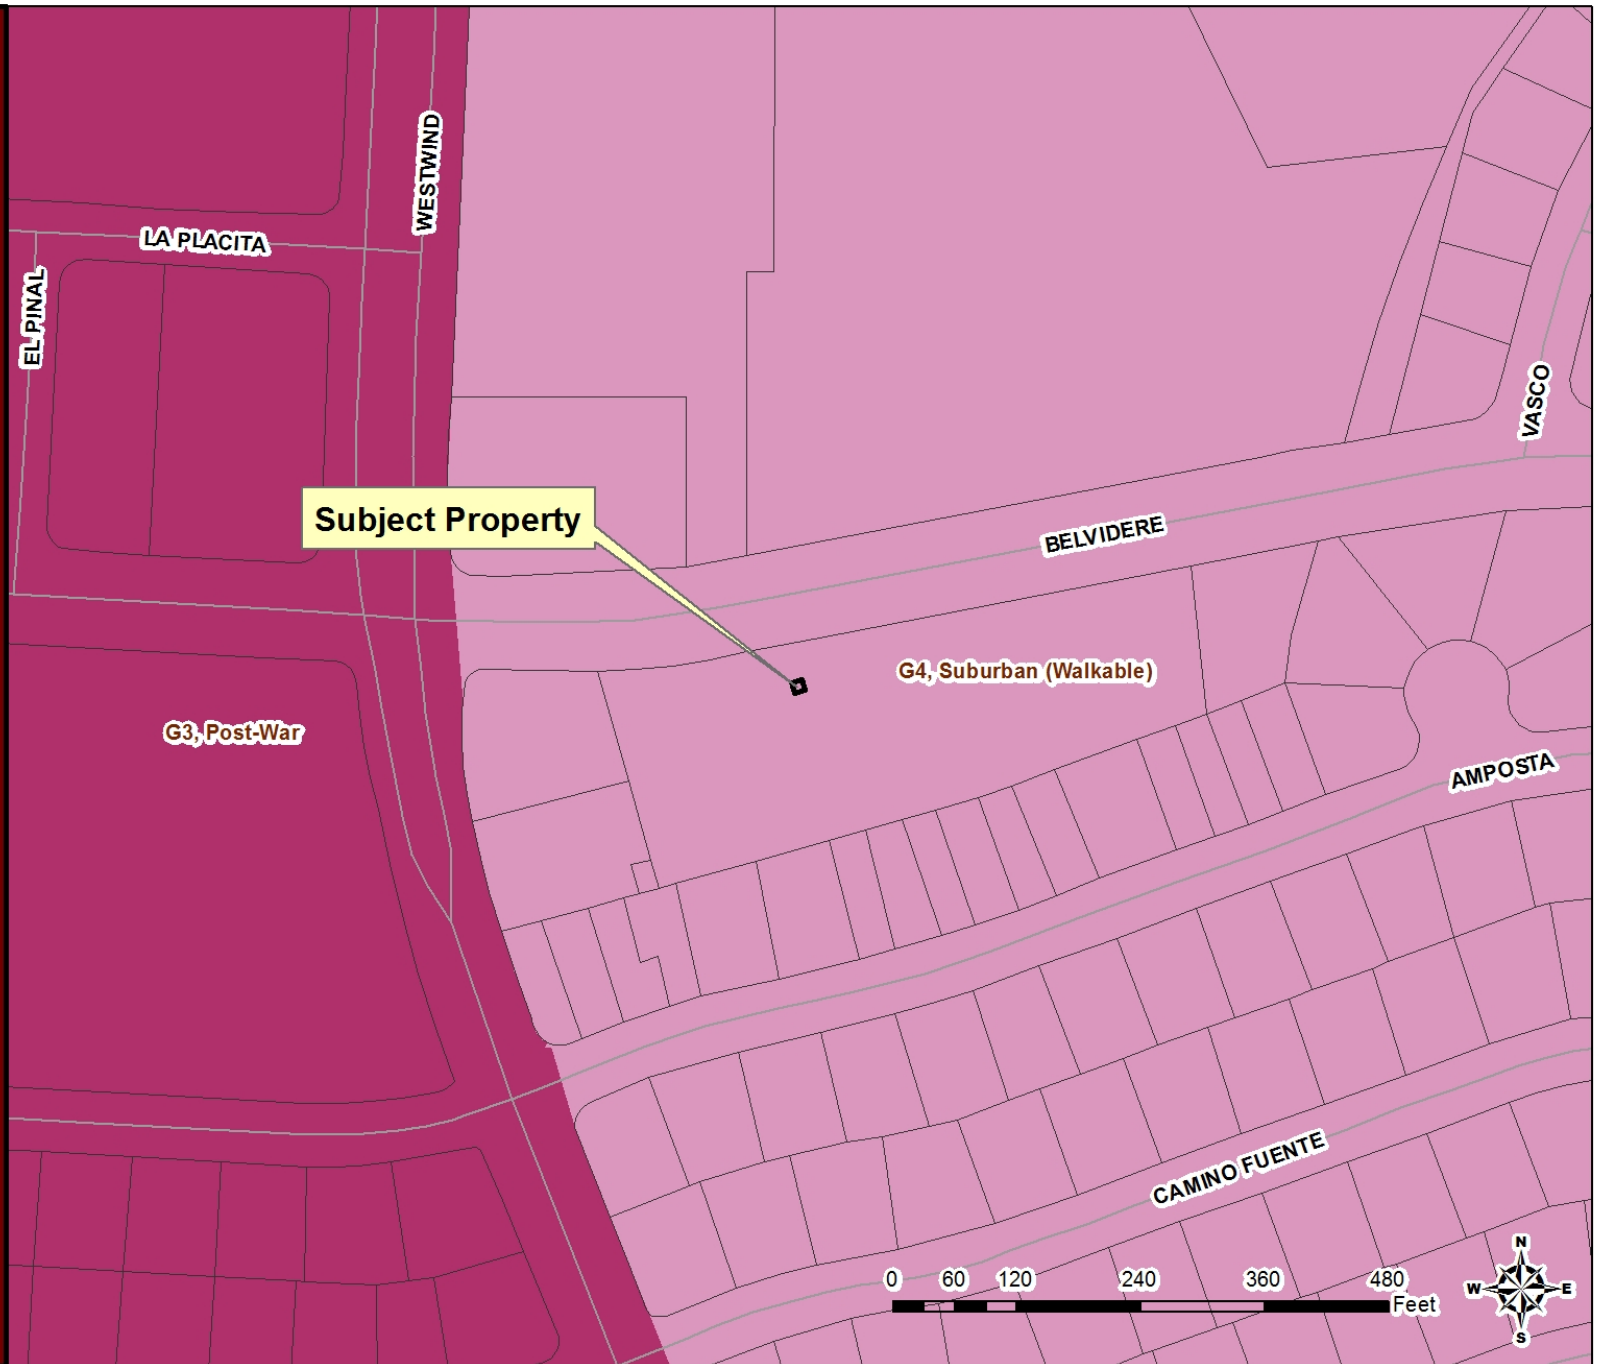 WESTWIND
LA PLACITA
EL PINAL
VASCO
Subject Property
BELVIDERE
G4, Suburban (Walkable)
G3, Post-War
AMPOSTA
CAMINO FUENTE
0 60 120 240 360 480
Feet
N
W E
S